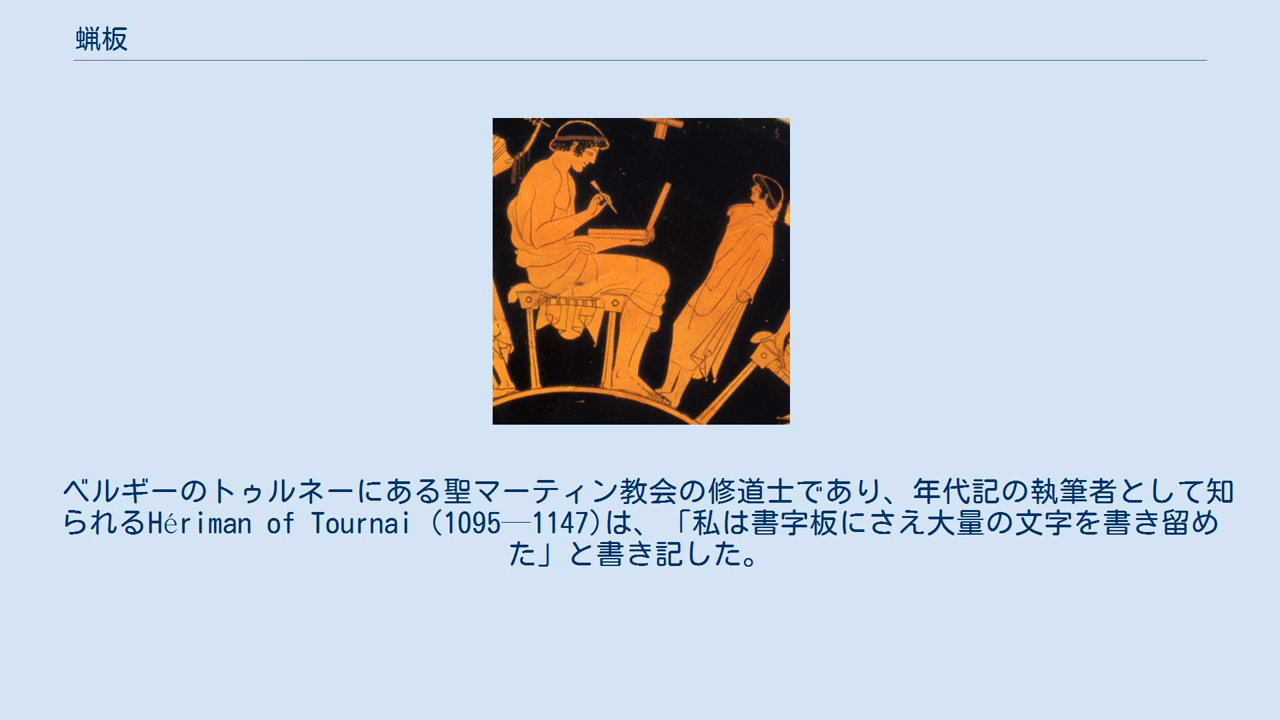 蝋板
ベルギーのトゥルネーにある聖マーティン教会の修道士であり、年代記の執筆者として知
られるHériman of Tournai (1095—1147)は、「私は書字板にさえ大量の文字を書き留め
た」と書き記した。